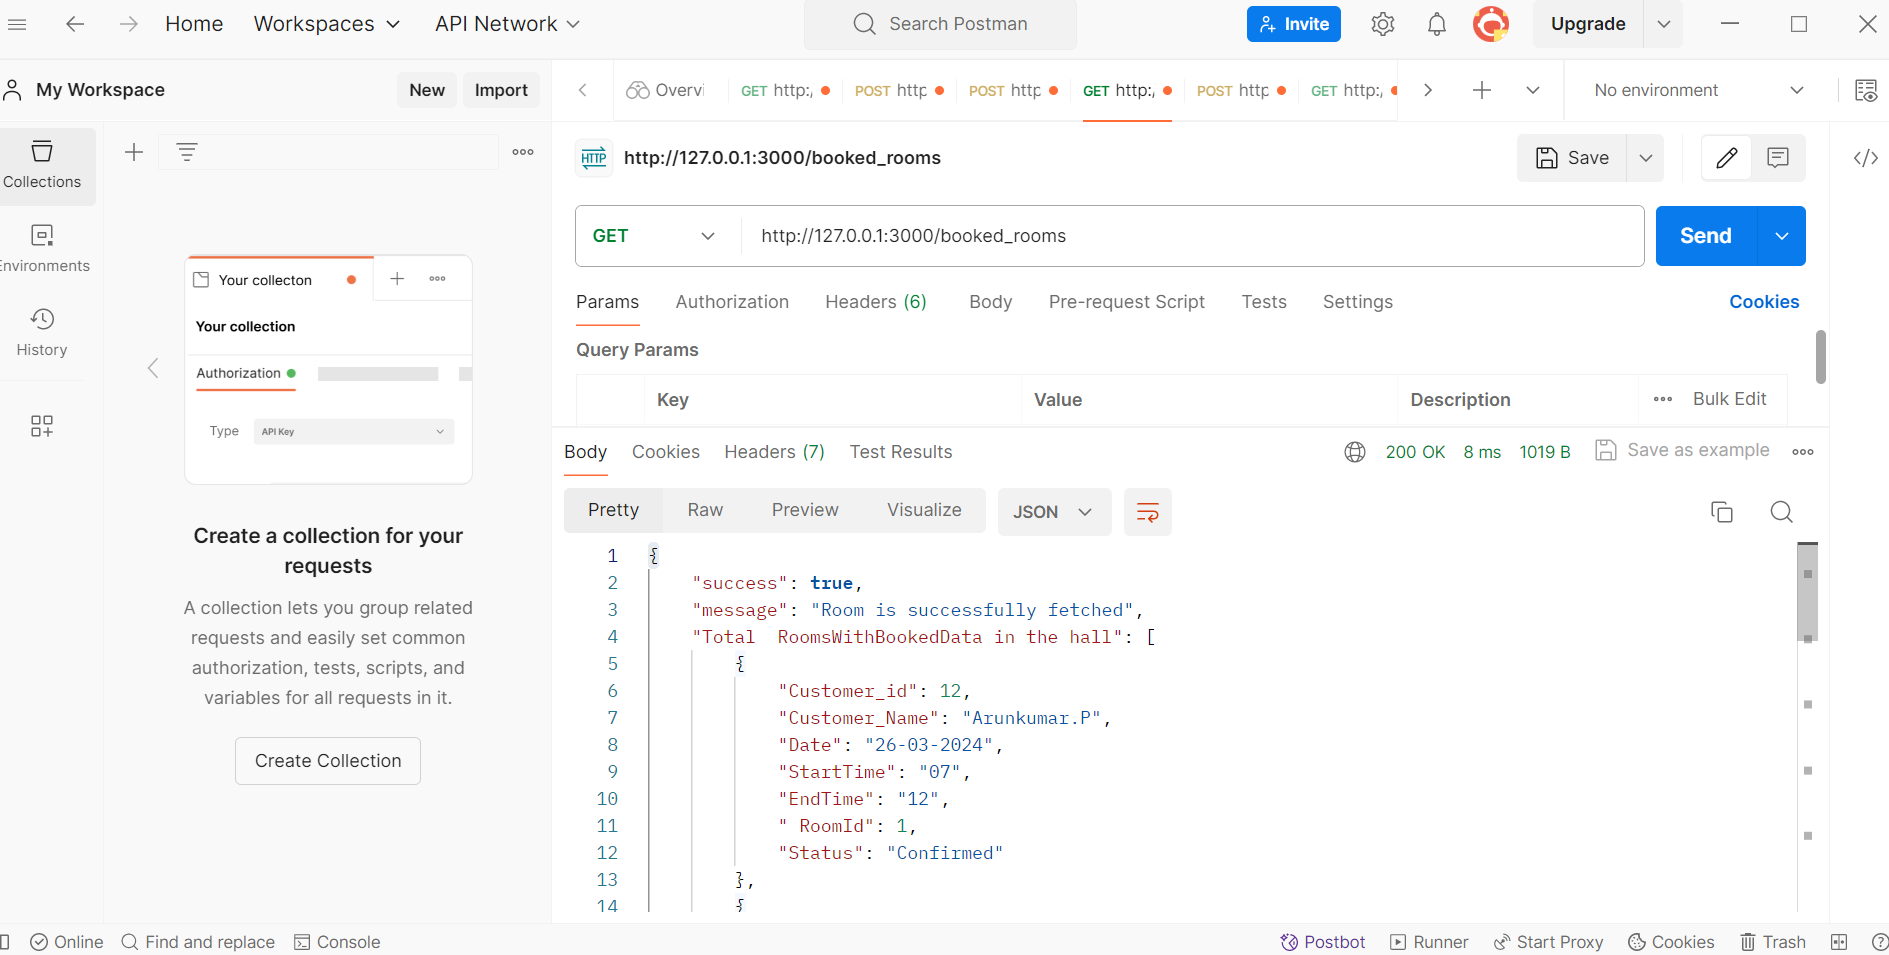 Home Workspaces API Network Search Postman Invite Upgrade
My Workspace New Import Overvi GET http:/ POST http POST http GET http:/ POST http GET http:/ No environment
Collections
http://127.0.0.1:3000/booked_rooms Save
HTTP
GET http://127.0.0.1:3000/booked_rooms Send
Environments
Your collecton
Params Authorization Headers (6) Body Pre-request Script Tests Settings Cookies
Your collection
History
Query Params
Authorization
Key Value Description Bulk Edit
Type API Key
Body Cookies Headers (7) Test Results 200 OK 8 ms 1019 B Save as example
Pretty Raw Preview Visualize JSON
Create a collection for your
requests
A collection lets you group related
requests and easily set common
authorization, tests, scripts, and
variables for all requests in it.
Create Collection
1 {
2 "success": true,
3 "message": "Room is successfully fetched",
4 "Total  RoomsWithBookedData in the hall": [
5 {
6 "Customer_id": 12,
7 "Customer_Name": "Arunkumar.P",
8 "Date": "26-03-2024",
9 "StartTime": "07",
10 "EndTime": "12",
11 " RoomId": 1,
12 "Status": "Confirmed"
13 },
14 {
Online Find and replace Console Postbot Runner Start Proxy Cookies Trash